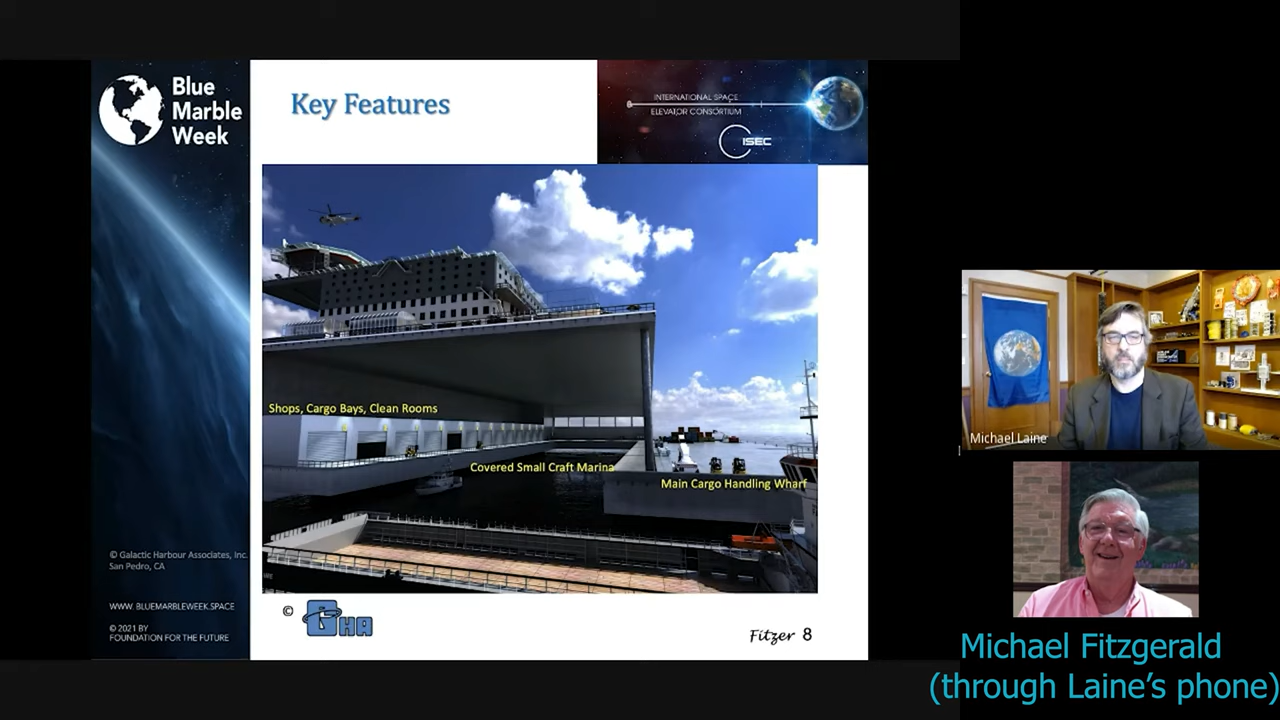 Blue
Marble
Week
Key Features
INTERNATIONAL SPACE
ELEVATOR CONSORTIUM
ISEC
Shops, Cargo Bays, Clean Rooms
Covered Small Craft Marina
Main Cargo Handling Wharf
© Galactic Harbour Associates, Inc.
San Pedro, CA
WWW. BLUEMARBLEWEEK.SPACE
© 2021 BY
FOUNDATION FOR THE FUTURE
© GHA
Fitzer 8
Michael Laine
Michael Fitzgerald
(through Laine's phone)